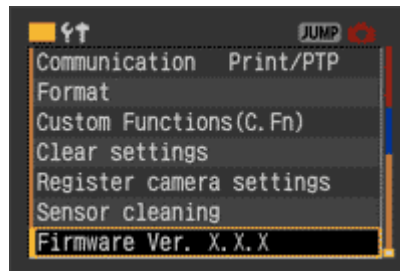 JUMP
Communication Print/PTP
Format
Custom Functions(C.Fn)
Clear settings
Register camera settings
Sensor cleaning
Firmware Ver. X.X.X